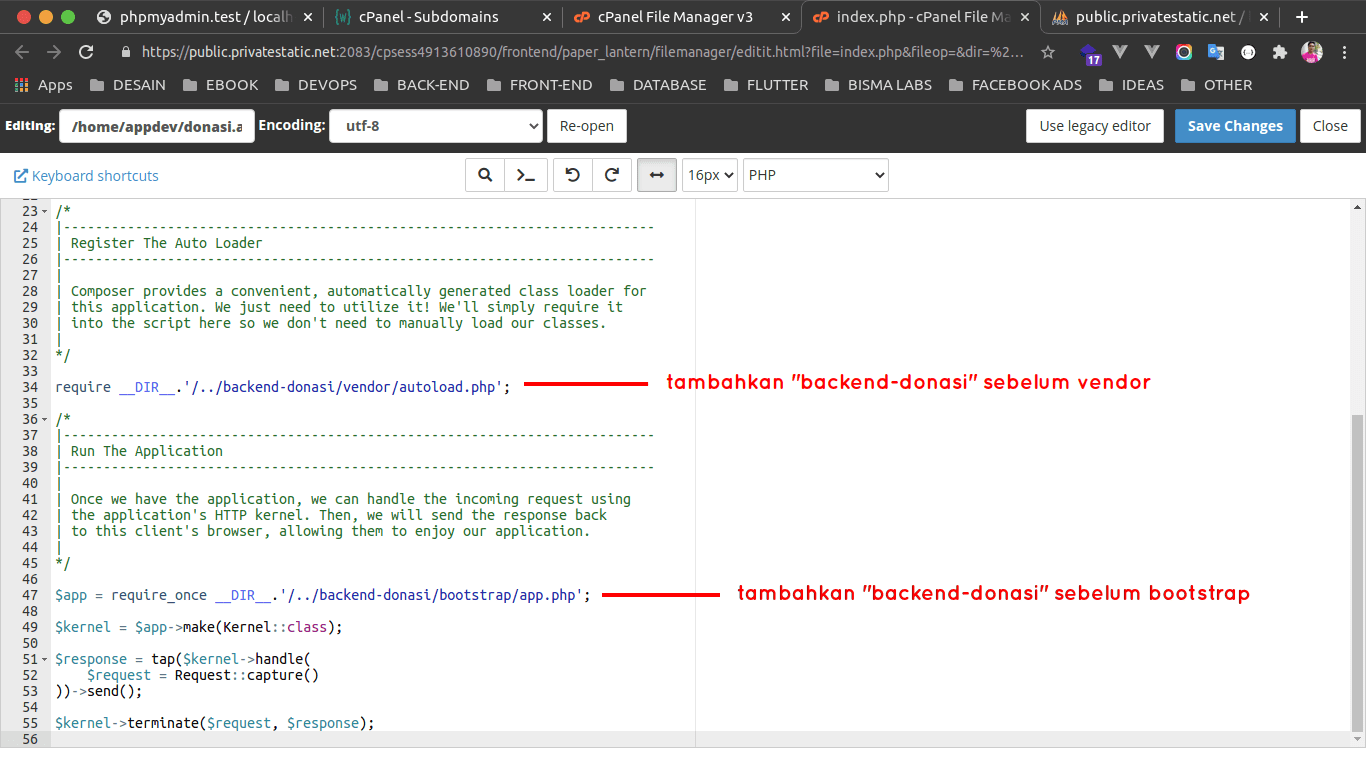 phpmyadmin.test / localh
cPanel - Subdomains
cPanel File Manager v3
index.php - cPanel File Ma
public.privatestatic.net /
https://public.privatestatic.net:2083/cpsess4913610890/frontend/paper_lantern/filemanager/editit.html?file=index.php&fileop=&dir=%2...
17
Apps DESAIN EBOOK DEVOPS BACK-END FRONT-END DATABASE FLUTTER BISMA LABS FACEBOOK ADS IDEAS OTHER
Editing: /home/appdev/donasi.a Encoding: utf-8 Re-open Use legacy editor Save Changes Close
Keyboard shortcuts 16px PHP
23 /*
24 |--------------------------------------------------------------------------
25 | Register The Auto Loader
26 |--------------------------------------------------------------------------
27 |
28 | Composer provides a convenient, automatically generated class loader for
29 | this application. We just need to utilize it! We'll simply require it
30 | into the script here so we don't need to manually load our classes.
31 |
32 */
33
34 require __DIR__.'/../backend-donasi/vendor/autoload.php'; tambahkan "backend-donasi" sebelum vendor
35
36 /*
37 |--------------------------------------------------------------------------
38 | Run The Application
39 |--------------------------------------------------------------------------
40 |
41 | Once we have the application, we can handle the incoming request using
42 | the application's HTTP kernel. Then, we will send the response back
43 | to this client's browser, allowing them to enjoy our application.
44 |
45 */
46
47 $app = require_once __DIR__.'/../backend-donasi/bootstrap/app.php'; tambahkan "backend-donasi" sebelum bootstrap
48
49 $kernel = $app->make(Kernel::class);
50
51 $response = tap($kernel->handle(
52 $request = Request::capture()
53 ))->send();
54
55 $kernel->terminate($request, $response);
56